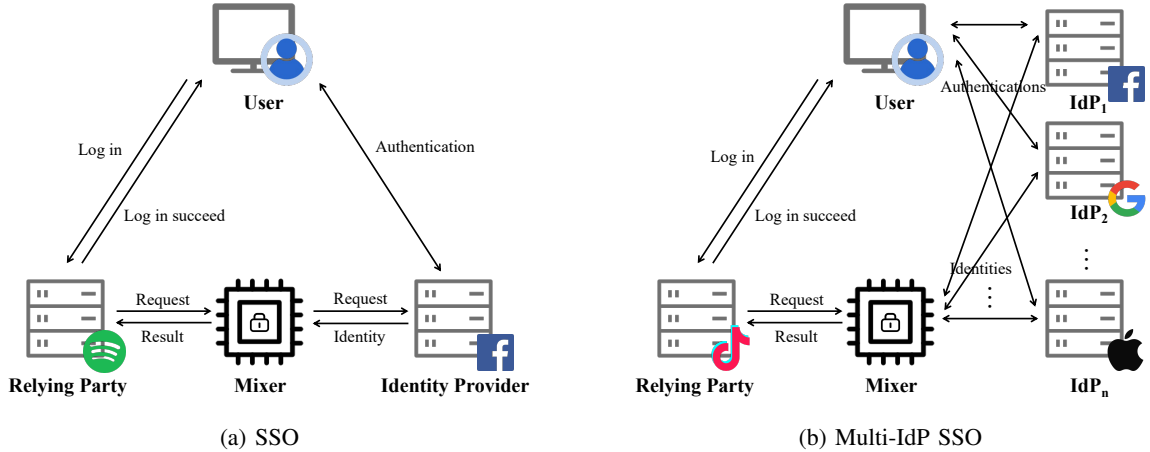 User
Log in
Authentication
Log in succeed
Request
Result
Request
Identity
Relying Party
Mixer
Identity Provider
(a) SSO
User
Authentications
IdP1
Log in
Log in succeed
IdP2
Identities
⋮
⋮
Request
Result
Relying Party
Mixer
IdPn
(b) Multi-IdP SSO